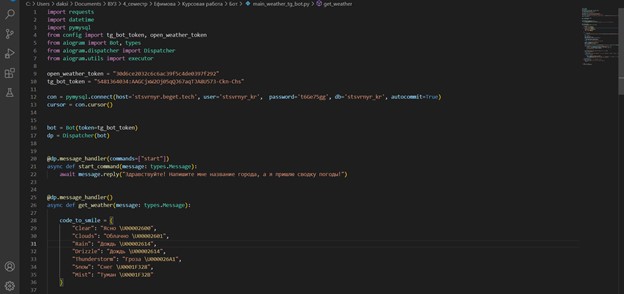 C: > Users > daksl > Documents > ВУЗ > 4_семестр > Ефимова > Курсовая работа > Бот > main_weather_tg_bot.py > get_weather
1 import requests
2 import datetime
3 import pymysql
4 from config import tg_bot_token, open_weather_token
5 from aiogram import Bot, types
6 from aiogram.dispatcher import Dispatcher
7 from aiogram.utils import executor
8
9 open_weather_token =
10 tg_bot_token =
11
12 con = pymysql.connect(host='stsvrnyr.beget.tech', user='stsvrnyr_kr', password= db='stsvrnyr_kr', autocommit=True)
13 cursor = con.cursor()
14
15
16 bot = Bot(token=tg_bot_token)
17 dp = Dispatcher(bot)
18
19
20 @dp.message_handler(commands=["start"])
21 async def start_command(message: types.Message):
22 await message.reply("Здравствуйте! Напишите мне название города, а я пришлю сводку погоды!")
23
24
25 @dp.message_handler()
26 async def get_weather(message: types.Message):
27
28 code_to_smile = {
29 "Clear": "Ясно \U00002600",
30 "Clouds": "Облачно \U00002601",
31 "Rain": "Дождь \U00002614",
32 "Drizzle": "Дождь \U00002614",
33 "Thunderstorm": "Гроза \U000026A1",
34 "Snow": "Снег \U0001F328",
35 "Mist": "Туман \U0001F32B"
36 }